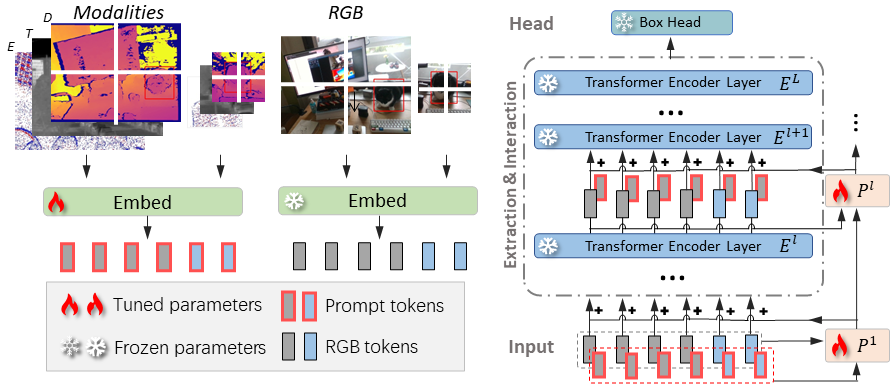 Modalities
RGB
D
T
E
Embed
Embed
Tuned parameters
Prompt tokens
Frozen parameters
RGB tokens
Head
Box Head
Extraction & Interaction
Transformer Encoder Layer E^L
...
Transformer Encoder Layer E^{l+1}
...
+ + + + + +
P^l
Transformer Encoder Layer E^l
...
+ + + + + +
Input
P^1